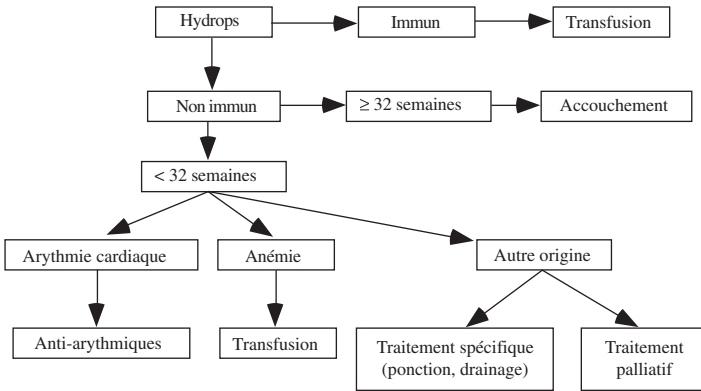 Hydrops
Immun
Transfusion
Non immun
≥ 32 semaines
Accouchement
< 32 semaines
Arythmie cardiaque
Anémie
Autre origine
Anti-arythmiques
Transfusion
Traitement spécifique
(ponction, drainage)
Traitement
palliatif